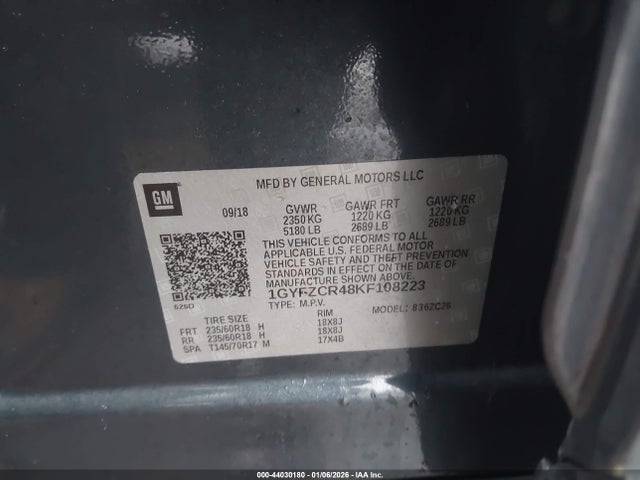 GM
MFD BY GENERAL MOTORS LLC
09/18 GVWR GAWR FRT GAWR RR
2350 KG 1220 KG 1220 KG
5180 LB 2689 LB 2689 LB
THIS VEHICLE CONFORMS TO ALL
APPLICABLE U.S. FEDERAL MOTOR
VEHICLE SAFETY AND THEFT PREVENTION
STANDARDS IN EFFECT ON THE DATE OF
MANUFACTURE SHOWN ABOVE.
1GYFZCR48KF108223
TYPE: M.P.V. MODEL: 836ZC26
TIRE SIZE RIM
FRT 235/60R18 H 18X8J
RR 235/60R18 H 18X8J
SPA T145/70R17 M 17X4B
000-44030180 - 01/06/2026 - IAA Inc.